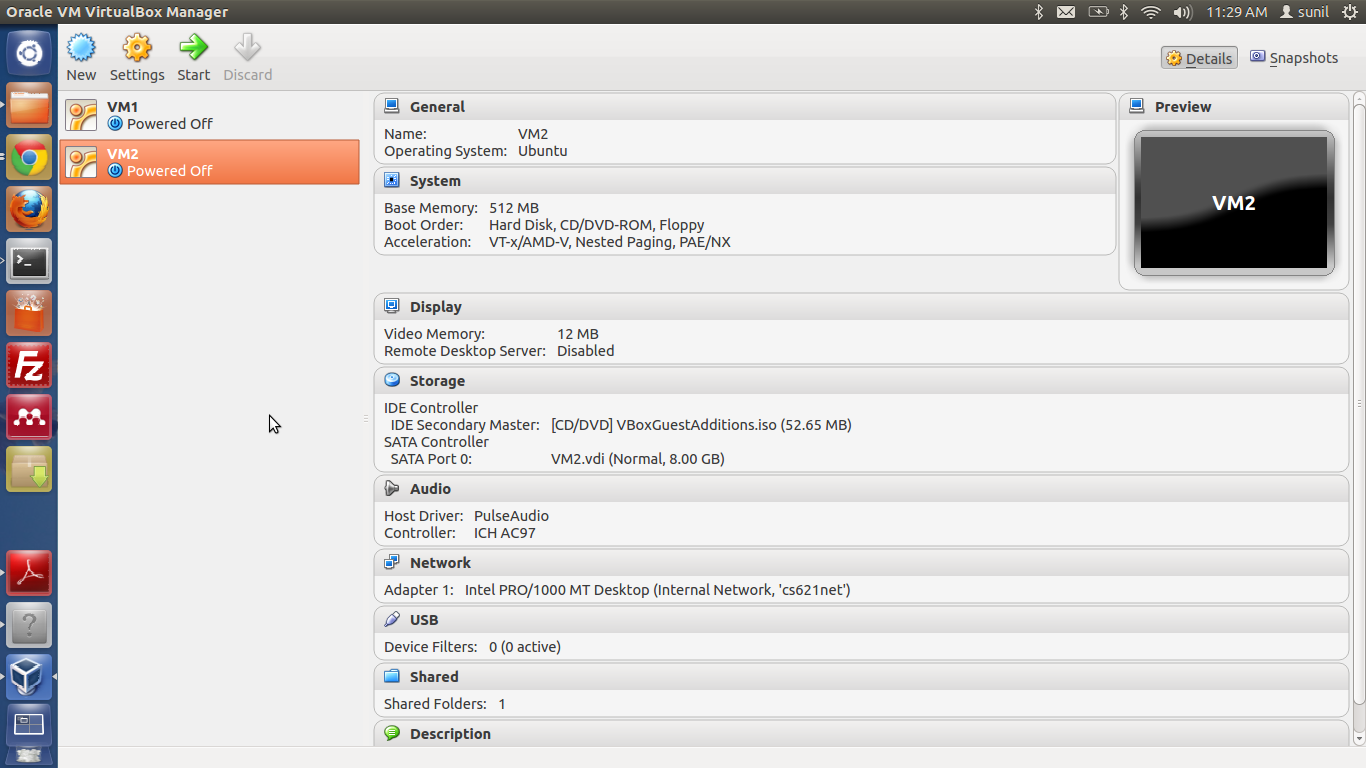 Oracle VM VirtualBox Manager
11:29 AM
sunil
New
Settings
Start
Discard
Details
Snapshots
VM1
Powered Off
VM2
Powered Off
General
Name: VM2
Operating System: Ubuntu
System
Base Memory: 512 MB
Boot Order: Hard Disk, CD/DVD-ROM, Floppy
Acceleration: VT-x/AMD-V, Nested Paging, PAE/NX
Preview
VM2
Display
Video Memory: 12 MB
Remote Desktop Server: Disabled
Storage
IDE Controller
IDE Secondary Master: [CD/DVD] VBoxGuestAdditions.iso (52.65 MB)
SATA Controller
SATA Port 0: VM2.vdi (Normal, 8.00 GB)
Audio
Host Driver: PulseAudio
Controller: ICH AC97
Network
Adapter 1: Intel PRO/1000 MT Desktop (Internal Network, 'cs621net')
USB
Device Filters: 0 (0 active)
Shared
Shared Folders: 1
Description
>_
Fz
?